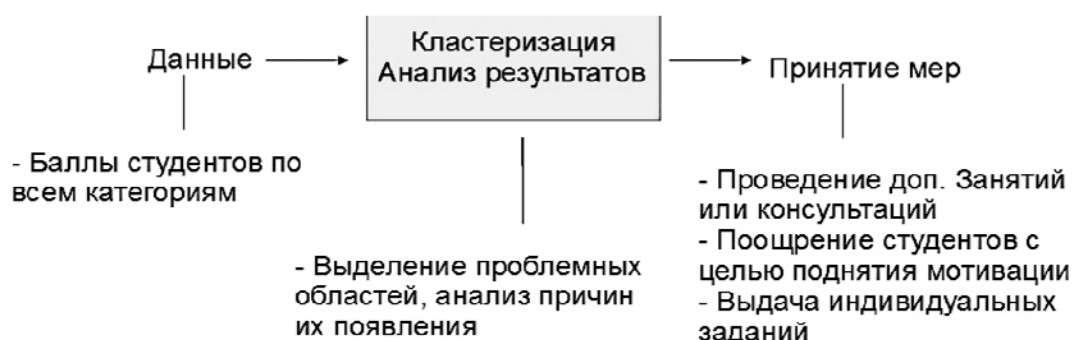 Данные
Кластеризация
Анализ результатов
Принятие мер
- Баллы студентов по
всем категориям
- Выделение проблемных
областей, анализ причин
их появления
- Проведение доп. Занятий
или консультаций
- Поощрение студентов с
целью поднятия мотивации
- Выдача индивидуальных
заданий